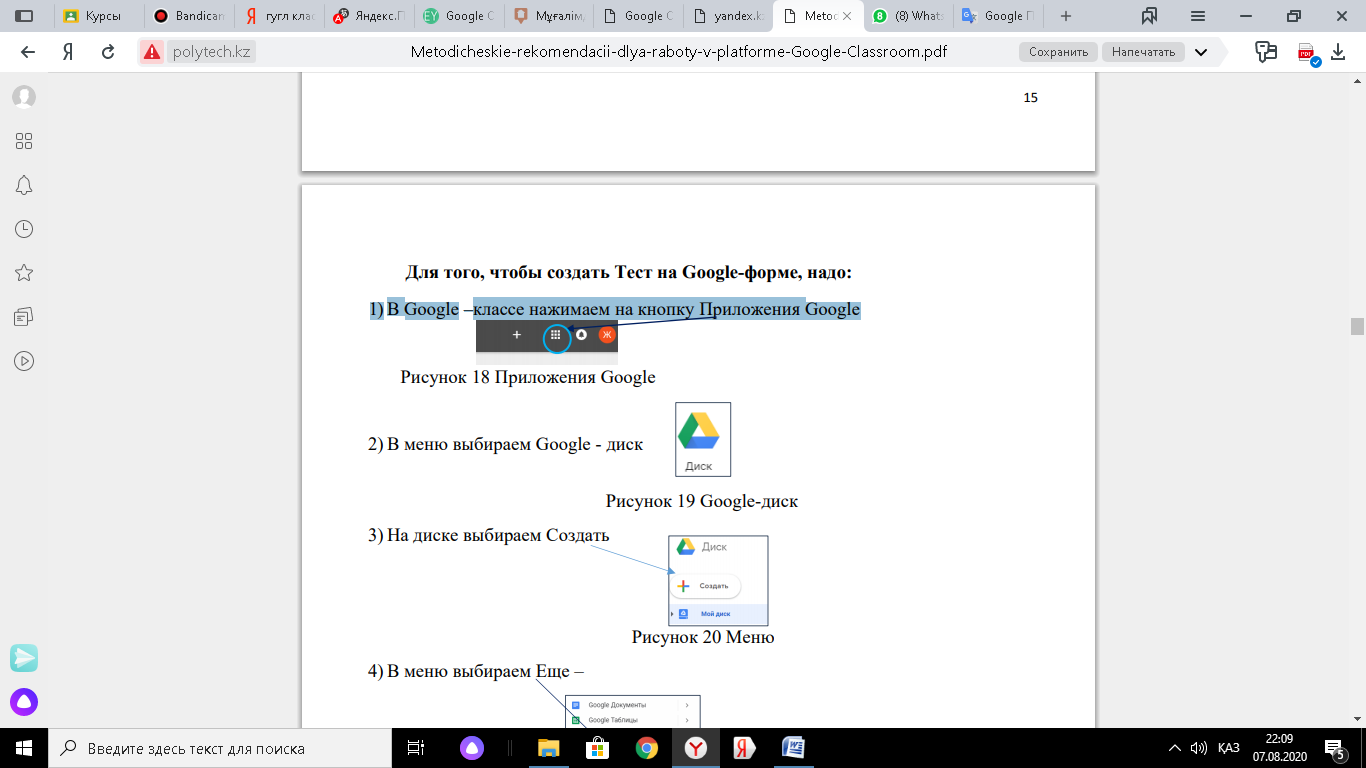 Курсы
Bandican
гугл клас
Яндекс.П
Google C
Мұғалім,
Google C
yandex.k
Metod
(8) Whats
Google П
polytech.kz
Metodicheskie-rekomendacii-dlya-raboty-v-platforme-Google-Classroom.pdf
Сохранить
Напечатать
15
Для того, чтобы создать Тест на Google-форме, надо:
1) В Google –классе нажимаем на кнопку Приложения Google
Ж
Рисунок 18 Приложения Google
2) В меню выбираем Google - диск
Диск
Рисунок 19 Google-диск
3) На диске выбираем Создать
Диск
Создать
Мой диск
Рисунок 20 Меню
4) В меню выбираем Еще –
Google Документы
Google Таблицы
Введите здесь текст для поиска
ҚАЗ
22:09
07.08.2020
5